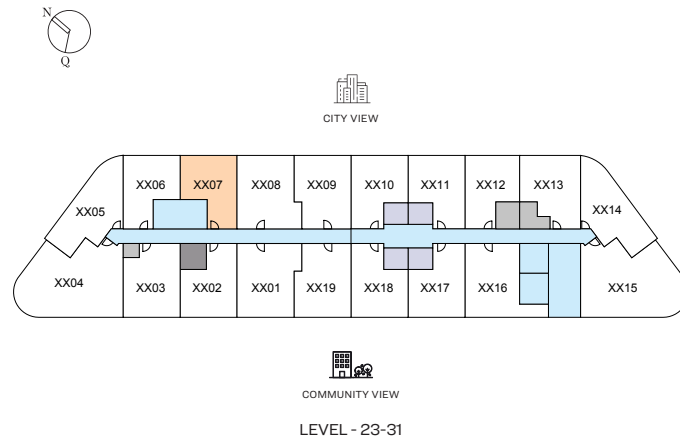 N
Q
CITY VIEW
XX06 XX07 XX08 XX09 XX10 XX11 XX12 XX13
XX05 XX14
XX04 XX03 XX02 XX01 XX19 XX18 XX17 XX16 XX15
COMMUNITY VIEW
LEVEL - 23-31